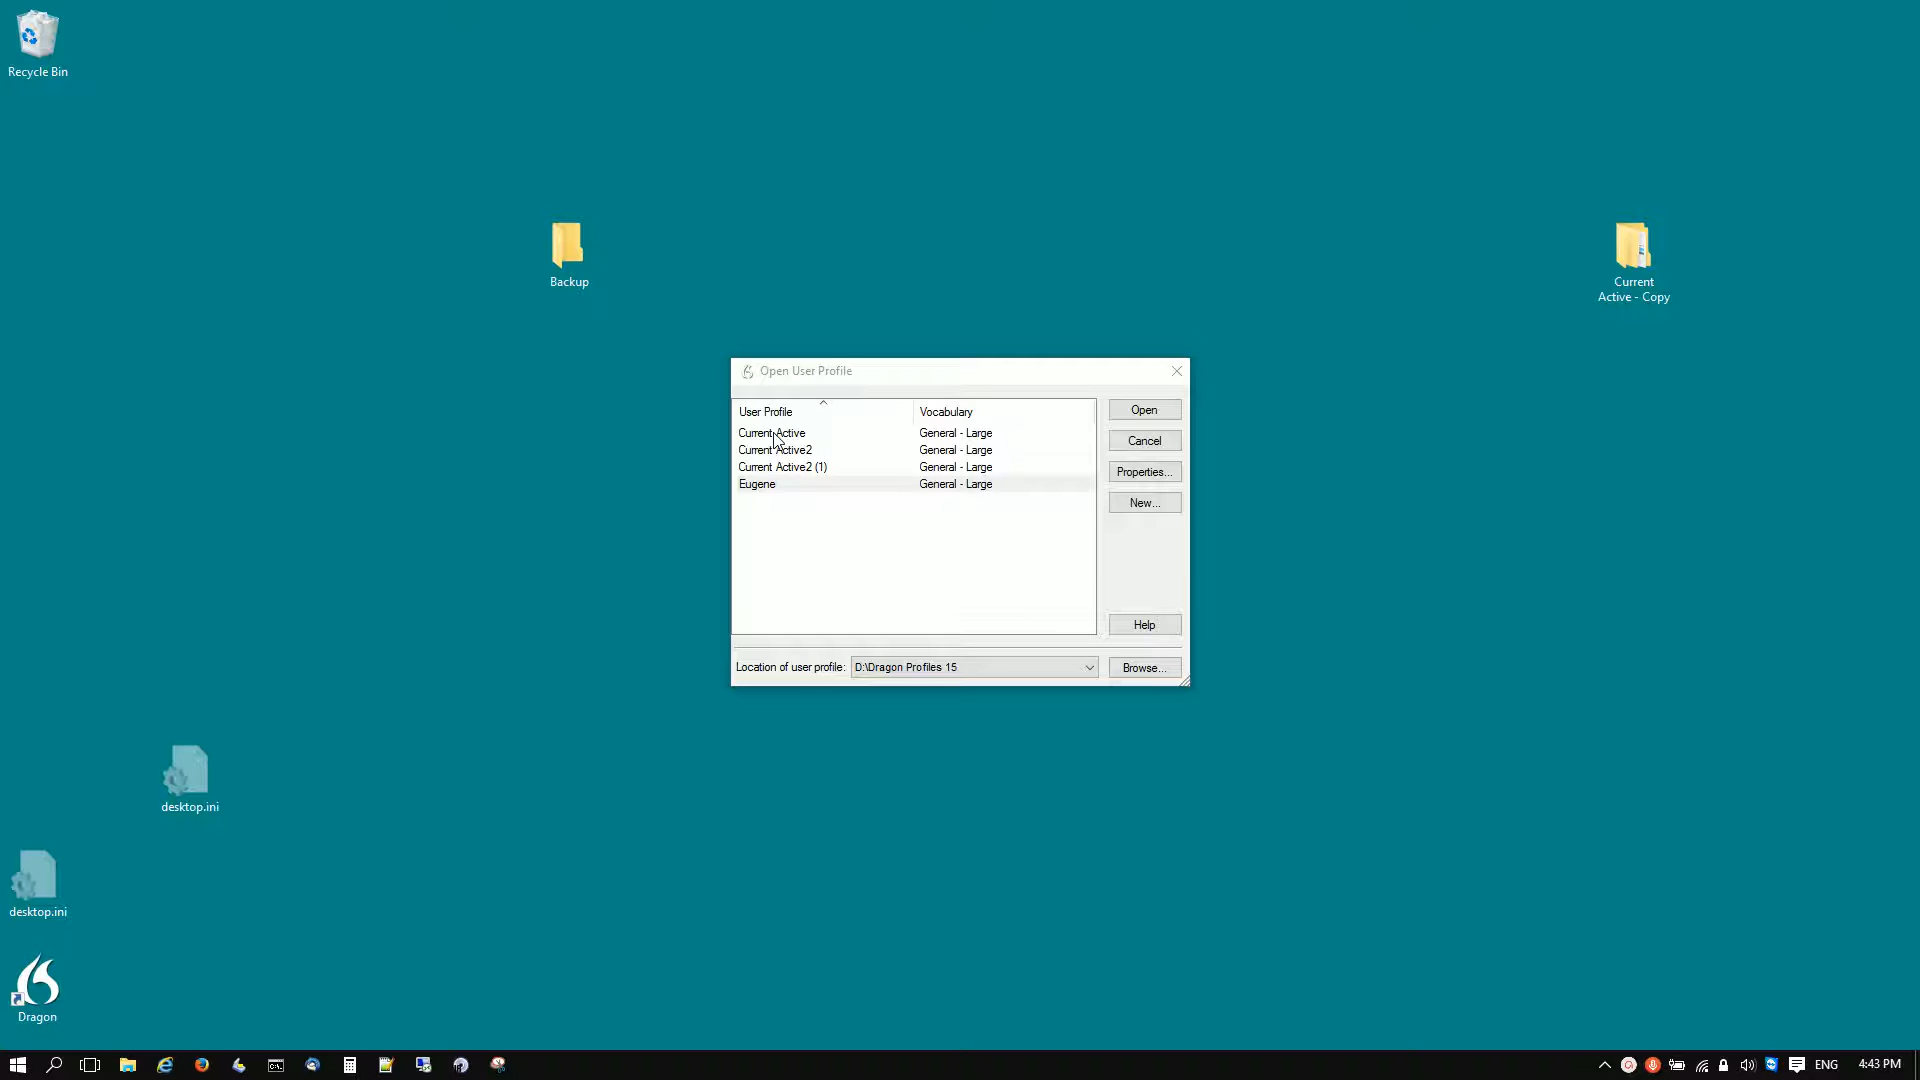 Recycle Bin
Backup
Current
Active - Copy
Open User Profile
User Profile
Vocabulary
Current Active
General - Large
Current Active2
General - Large
Current Active2 (1)
General - Large
Eugene
General - Large
Open
Cancel
Properties...
New...
Help
Location of user profile:
D:\Dragon Profiles 15
Browse...
desktop.ini
desktop.ini
Dragon
ENG
4:43 PM